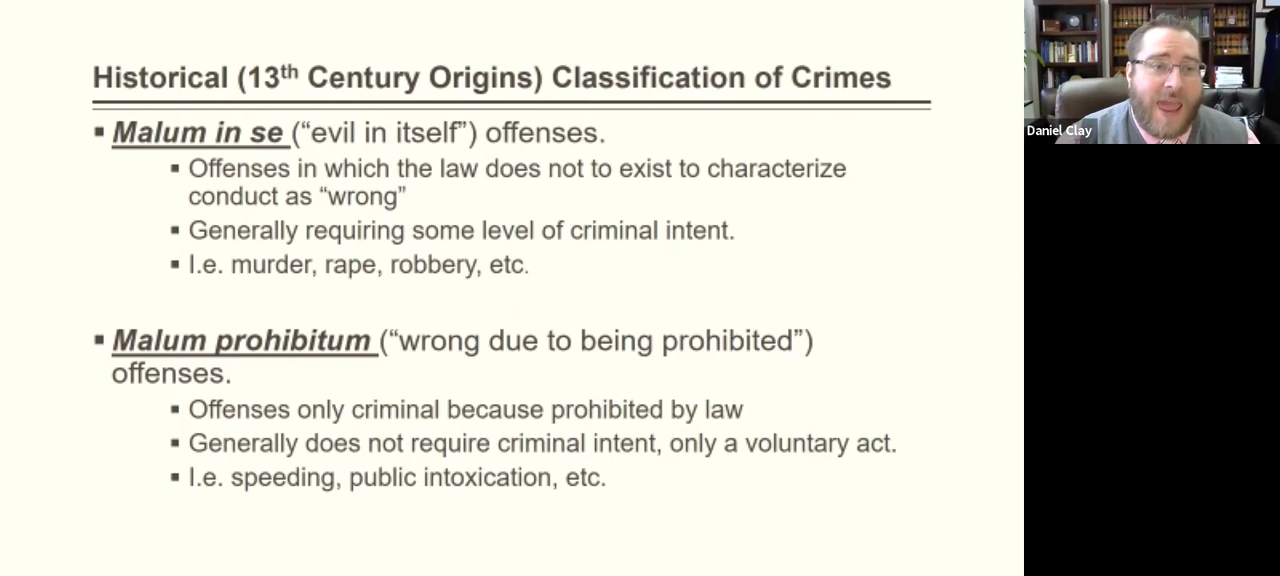 Historical (13th Century Origins) Classification of Crimes
▪ Malum in se (“evil in itself”) offenses.
▪ Offenses in which the law does not to exist to characterize
conduct as “wrong”
▪ Generally requiring some level of criminal intent.
▪ I.e. murder, rape, robbery, etc.
▪ Malum prohibitum (“wrong due to being prohibited”)
offenses.
▪ Offenses only criminal because prohibited by law
▪ Generally does not require criminal intent, only a voluntary act.
▪ I.e. speeding, public intoxication, etc.
Daniel Clay